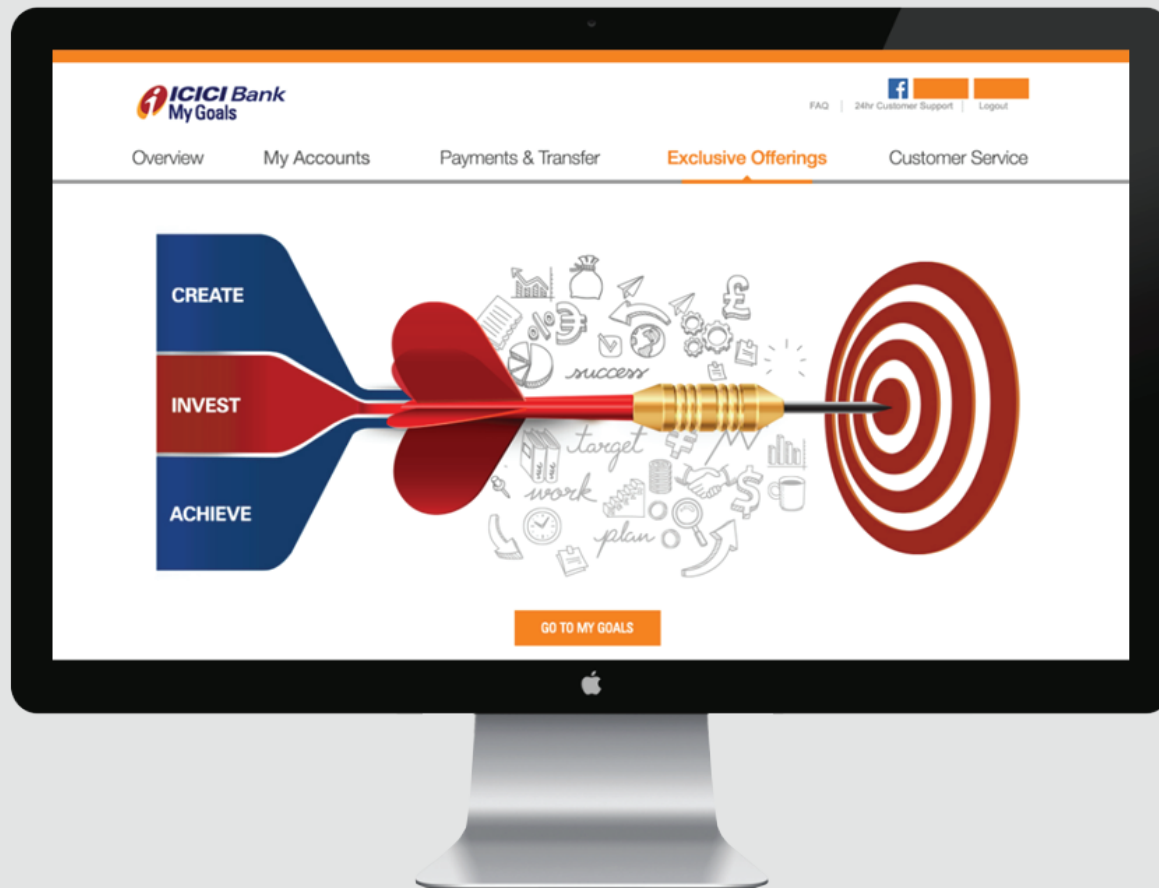 ICICI Bank
My Goals
FAQ | 24hr Customer Support | Logout
Overview My Accounts Payments & Transfer Exclusive Offerings Customer Service
CREATE
success
INVEST
target
work
ACHIEVE
plan
GO TO MY GOALS